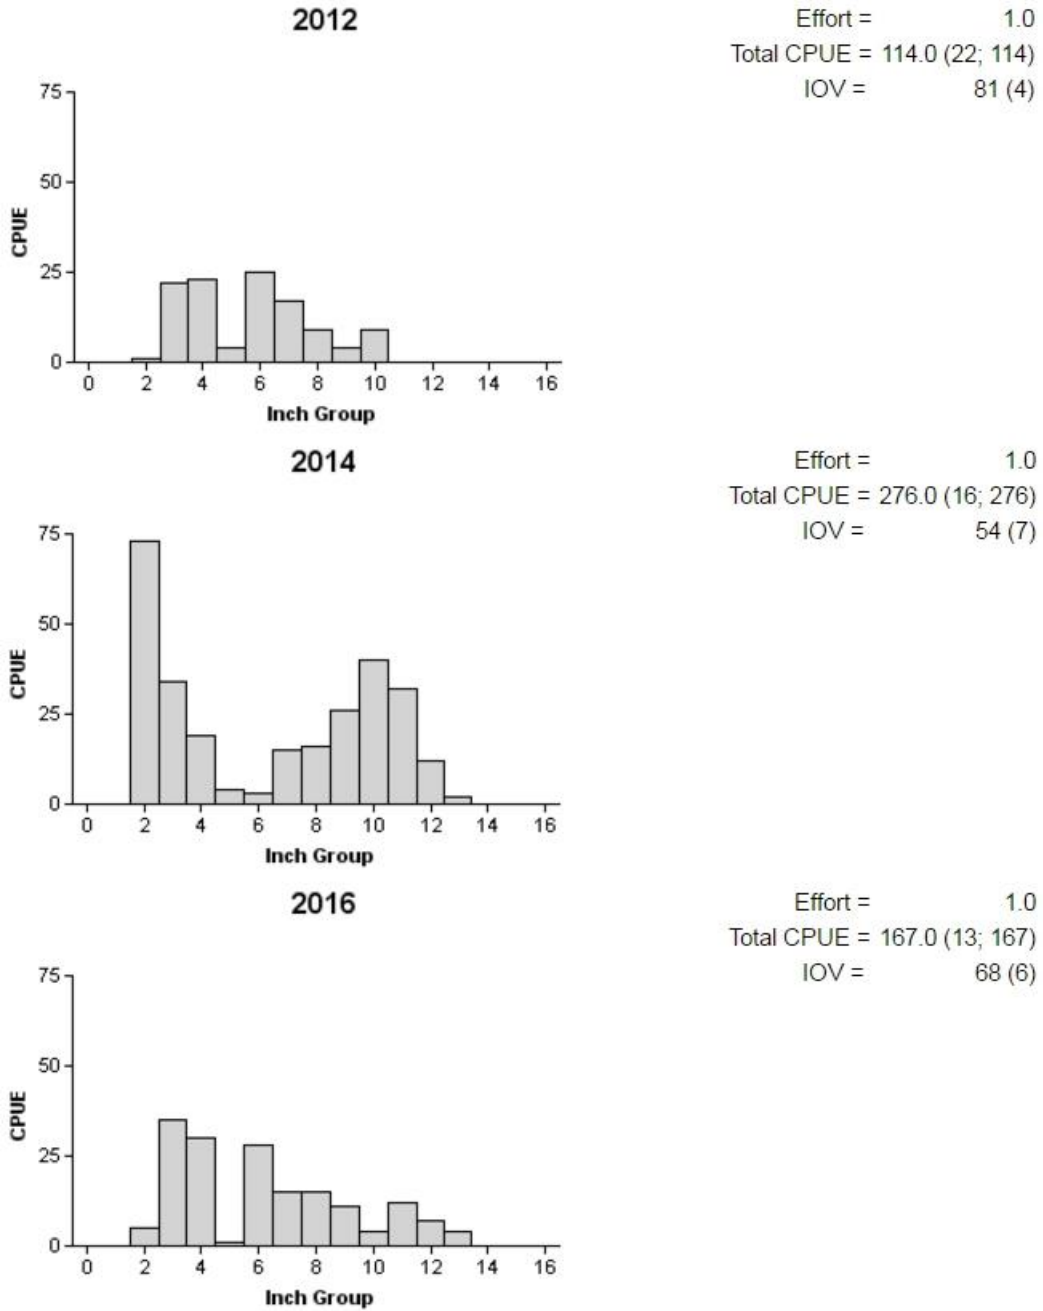 2012
Effort = 1.0
Total CPUE = 114.0 (22; 114)
IOV = 81 (4)
75
50
25
0
CPUE
0 2 4 6 8 10 12 14 16
Inch Group
2014
Effort = 1.0
Total CPUE = 276.0 (16; 276)
IOV = 54 (7)
75
50
25
0
CPUE
0 2 4 6 8 10 12 14 16
Inch Group
2016
Effort = 1.0
Total CPUE = 167.0 (13; 167)
IOV = 68 (6)
75
50
25
0
CPUE
0 2 4 6 8 10 12 14 16
Inch Group